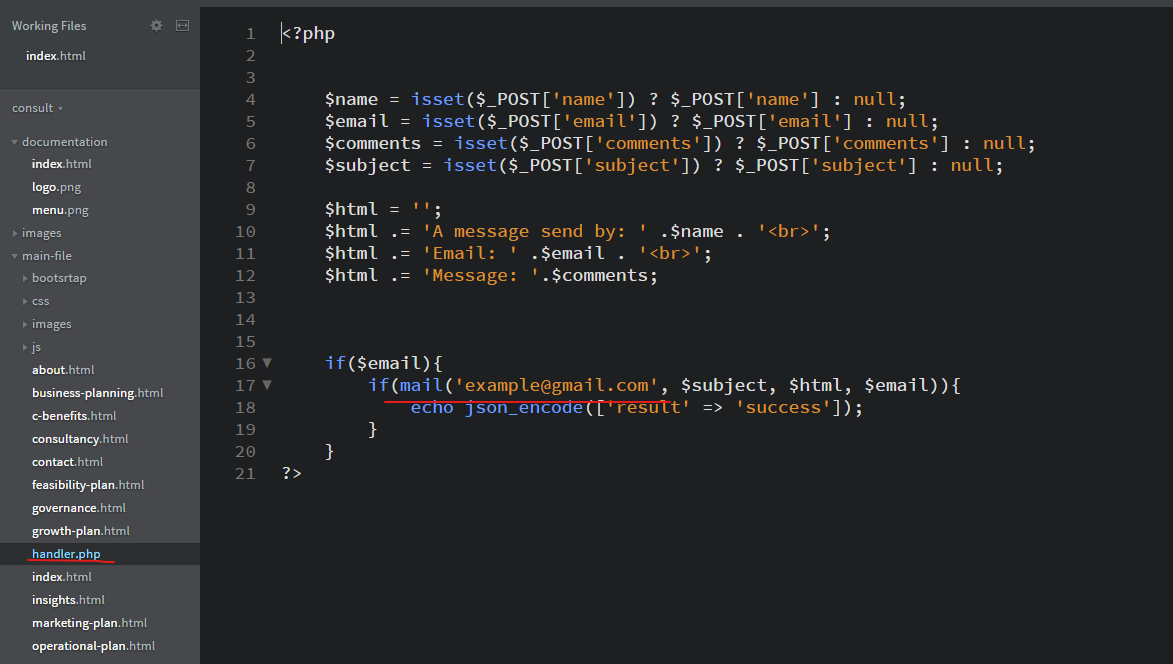 Working Files
index.html
consult
documentation
index.html
logo.png
menu.png
images
main-file
bootsrtap
css
images
js
about.html
business-planning.html
c-benefits.html
consultancy.html
contact.html
feasibility-plan.html
governance.html
growth-plan.html
handler.php
index.html
insights.html
marketing-plan.html
operational-plan.html
1 <?php
2
3
4 $name = isset($_POST['name']) ? $_POST['name'] : null;
5 $email = isset($_POST['email']) ? $_POST['email'] : null;
6 $comments = isset($_POST['comments']) ? $_POST['comments'] : null;
7 $subject = isset($_POST['subject']) ? $_POST['subject'] : null;
8
9 $html = '';
10 $html .= 'A message send by: ' .$name . '<br>';
11 $html .= 'Email: ' .$email . '<br>';
12 $html .= 'Message: '.$comments;
13
14
15
16 if($email){
17 if(mail('example@gmail.com', $subject, $html, $email)){
18 echo json_encode(['result' => 'success']);
19 }
20 }
21 ?>